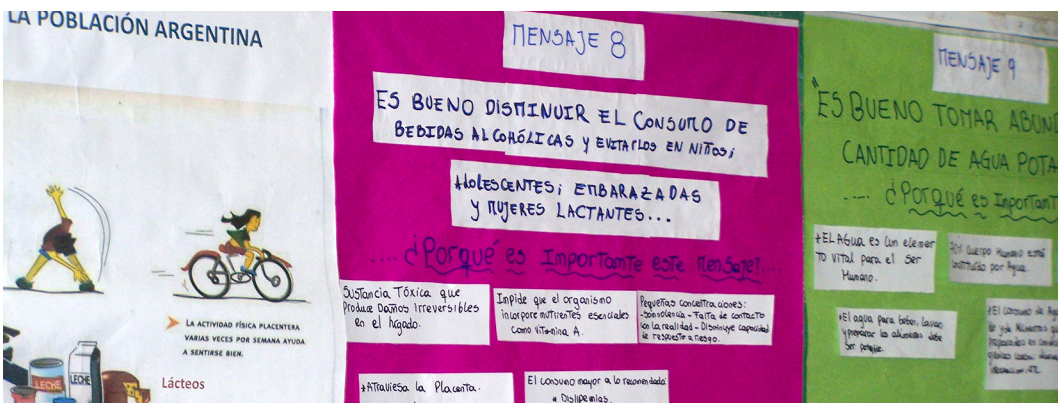 LA POBLACIÓN ARGENTINA
LA ACTIVIDAD FÍSICA PLACENTERA
VARIAS VECES POR SEMANA AYUDA
A SENTIRSE BIEN.
LECHE
LECHE
Lácteos
MENSAJE 8
ES BUENO DISMINUIR EL CONSUMO DE
BEBIDAS ALCOHÓLICAS Y EVITARLOS EN NIÑOS;
ADOLESCENTES; EMBARAZADAS
Y MUJERES LACTANTES...
.... ¿Porqué es Importante este Mensaje?....
Sustancia Tóxica que
Produce Daños Irreversibles
en el hígado.
Impide que el organismo
incorpore nutrientes esenciales
como vitamina A.
Pequeñas concentraciones:
-Somnolencia - Falta de contacto
con la realidad - Disminuye capacidad
de respuesta a riesgo.
*Atraviesa la Placenta.
El consumo mayor a lo recomendado
* Dislipemias.
MENSAJE 9
"ES BUENO TOMAR ABUN
CANTIDAD DE AGUA POTA
.... ¿Porqué es Important
*EL AGUA es un elemen
to vital para el ser
Humano.
Cuerpo Humano está
por Agua.
*El agua para beber, lavar
y preparar los alimentos debe
ser potable.
*El consumo de